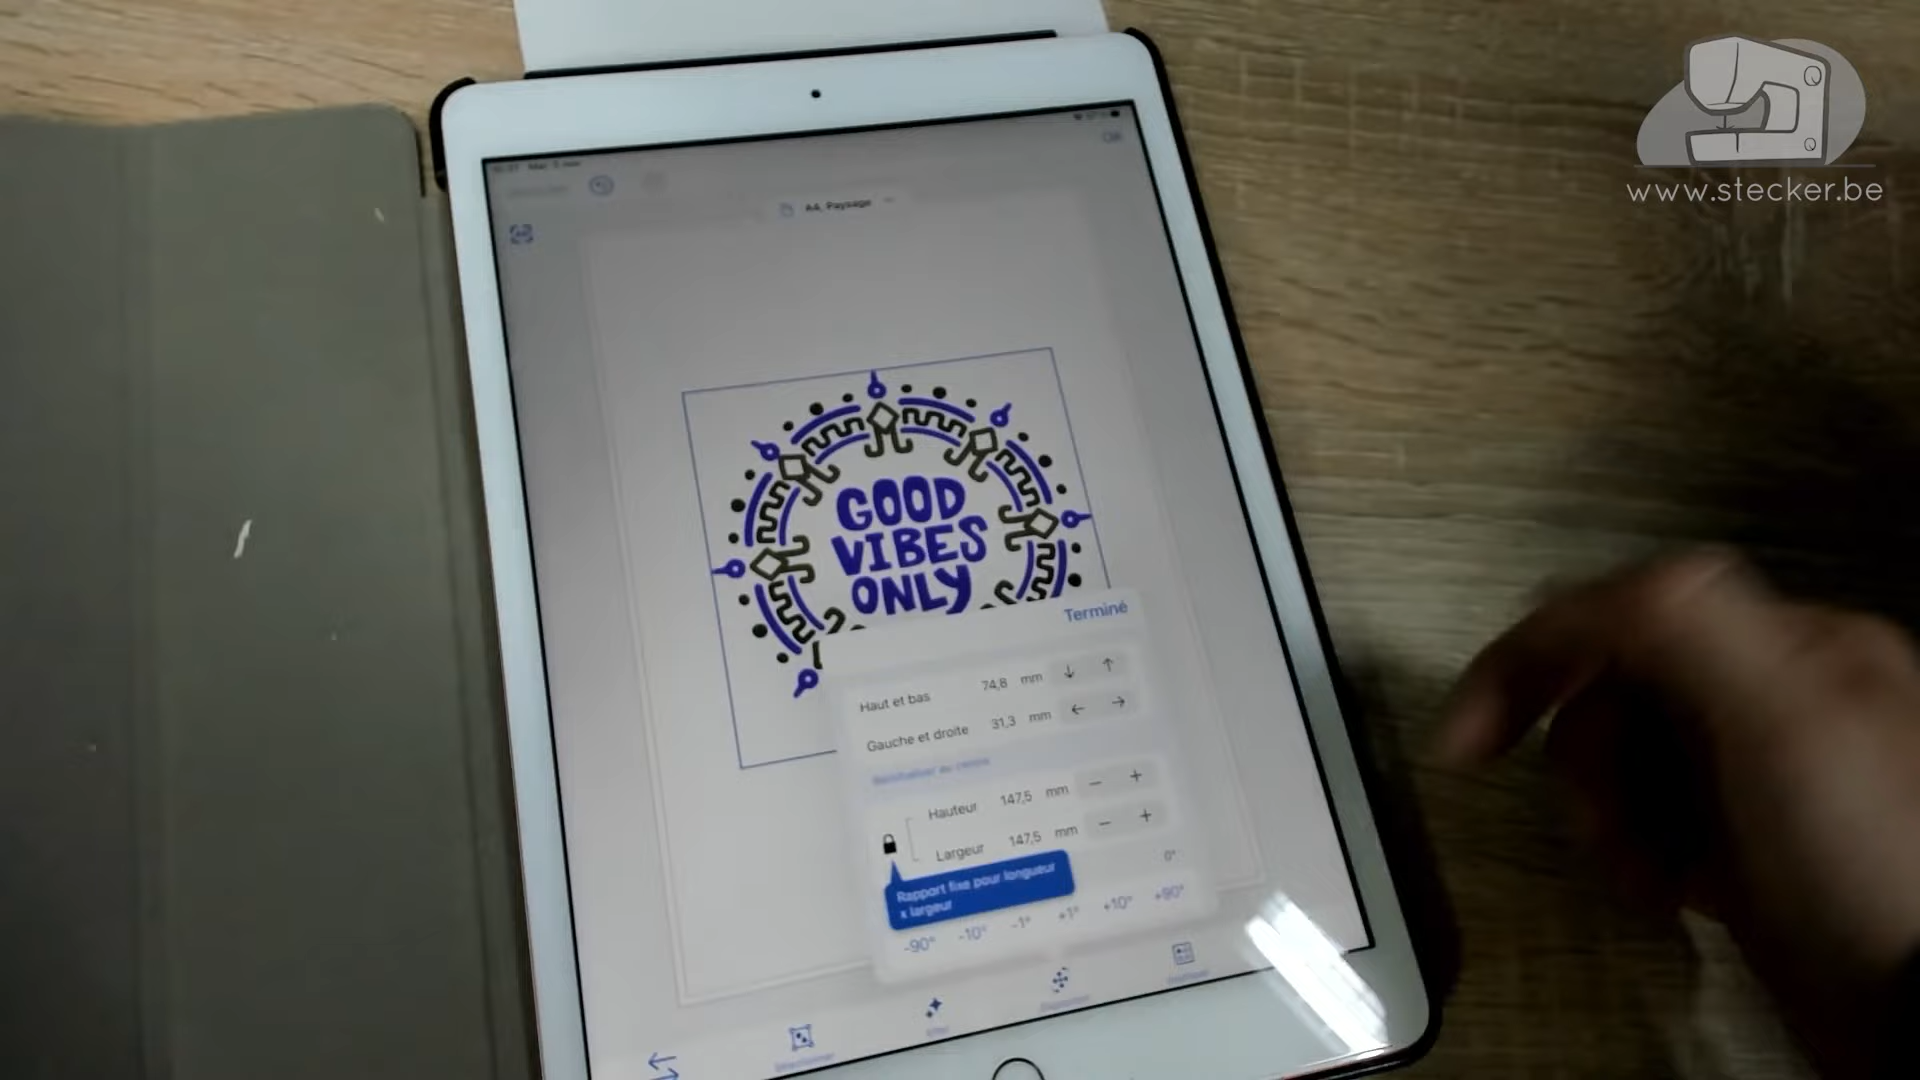 www.stecker.be
A4, Paysage
GOOD
VIBES
ONLY
Terminé
Haut et bas 74,8 mm
Gauche et droite 31,3 mm
Hauteur 147,5 mm
Largeur 147,5 mm
Rapport fixe pour longueur
x largeur
0°
-90° -10° -1° +1° +10° +90°